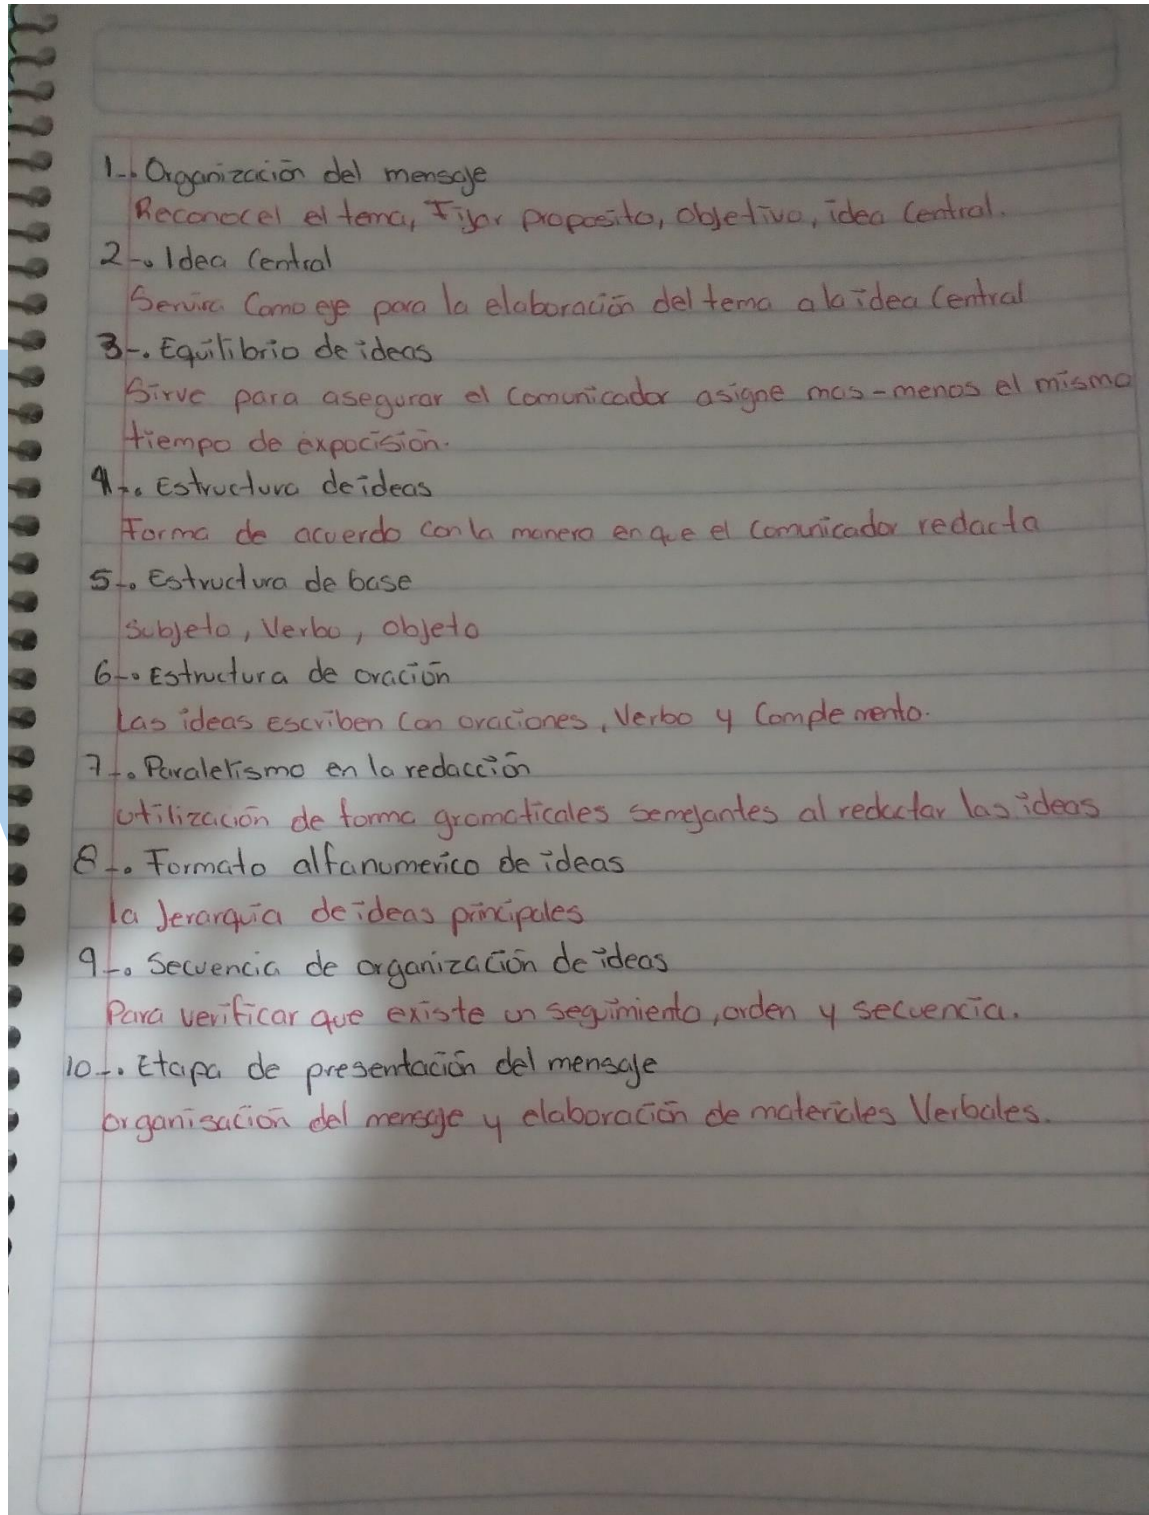 1-. Organización del mensaje
Reconocel el tema, Fijar proposito, objetivo, idea Central.
2-. Idea Central
Servira Como eje para la elaboración del tema a la idea Central
3-. Equilibrio de ideas
Sirve para asegurar el comunicador asigne mas-menos el mismo
tiempo de expocisión.
4-. Estructura de ideas
Forma de acuerdo con la manera en que el comunicador redacta
5-. Estructura de base
Subjeto, Verbo, objeto
6-. Estructura de oración
Las ideas escriben con oraciones, Verbo y Complemento.
7-. Paralelismo en la redacción
utilización de forma gramaticales semejantes al redactar las ideas
8-. Formato alfanumerico de ideas
la Jerarquia de ideas principales
9-. Secuencia de organización de ideas
Para verificar que existe un seguimiento, orden y secuencia.
10-. Etapa de presentación del mensaje
organisación del mensaje y elaboración de materiales Verbales.